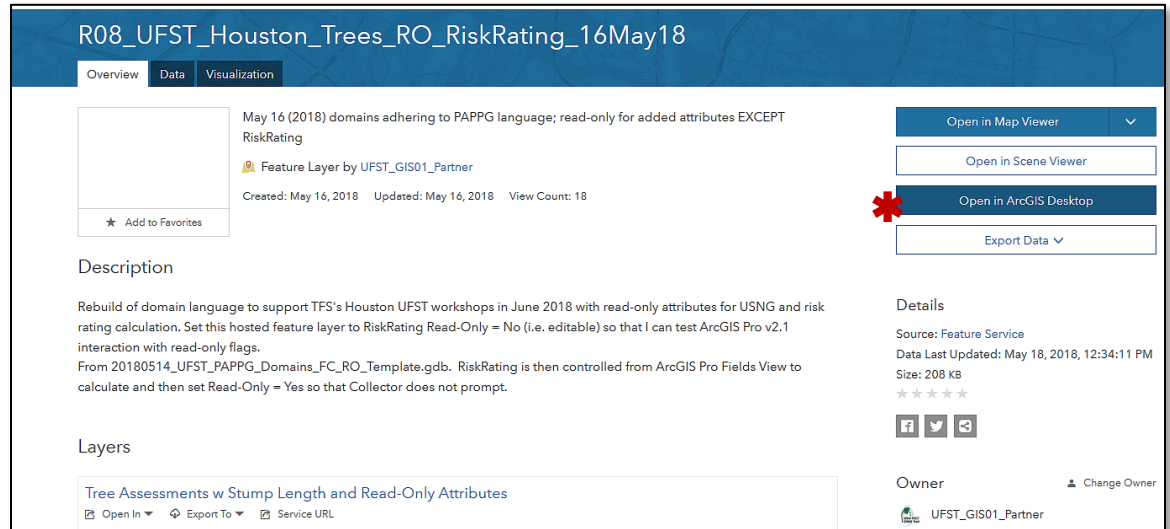 R08_UFST_Houston_Trees_RO_RiskRating_16May18
Overview Data Visualization
May 16 (2018) domains adhering to PAPPG language; read-only for added attributes EXCEPT
RiskRating
Feature Layer by UFST_GIS01_Partner
Created: May 16, 2018 Updated: May 16, 2018 View Count: 18
Add to Favorites
Open in Map Viewer
Open in Scene Viewer
Open in ArcGIS Desktop
Export Data
Description
Rebuild of domain language to support TFS's Houston UFST workshops in June 2018 with read-only attributes for USNG and risk
rating calculation. Set this hosted feature layer to RiskRating Read-Only = No (i.e. editable) so that I can test ArcGIS Pro v2.1
interaction with read-only flags.
From 20180514_UFST_PAPPG_Domains_FC_RO_Template.gdb. RiskRating is then controlled from ArcGIS Pro Fields View to
calculate and then set Read-Only = Yes so that Collector does not prompt.
Details
Source: Feature Service
Data Last Updated: May 18, 2018, 12:34:11 PM
Size: 208 KB
Layers
Tree Assessments w Stump Length and Read-Only Attributes
Open In Export To Service URL
Owner Change Owner
UFST_GIS01_Partner